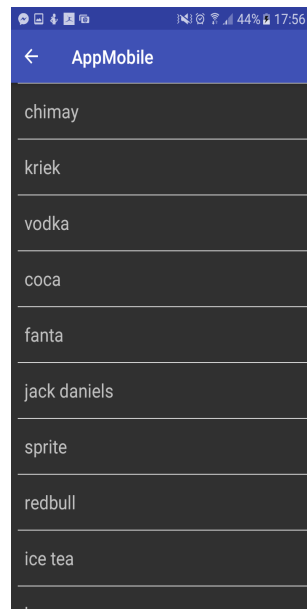 44% 17:56
AppMobile
chimay
kriek
vodka
coca
fanta
jack daniels
sprite
redbull
ice tea